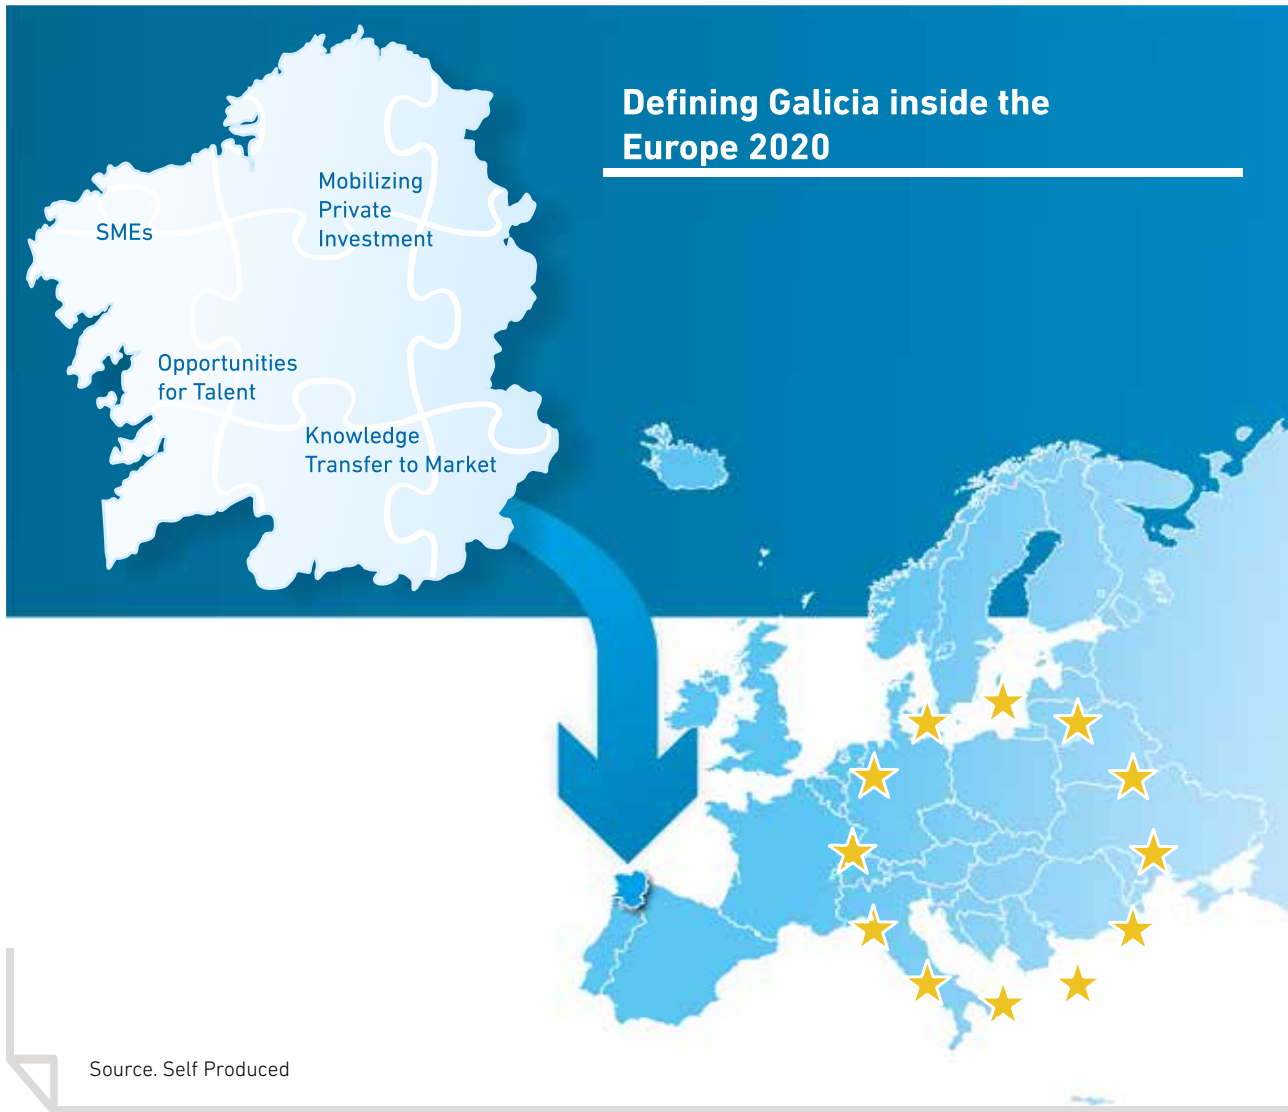 Defining Galicia inside the
Europe 2020
Mobilizing
Private
Investment
SMEs
Opportunities
for Talent
Knowledge
Transfer to Market
Source. Self Produced